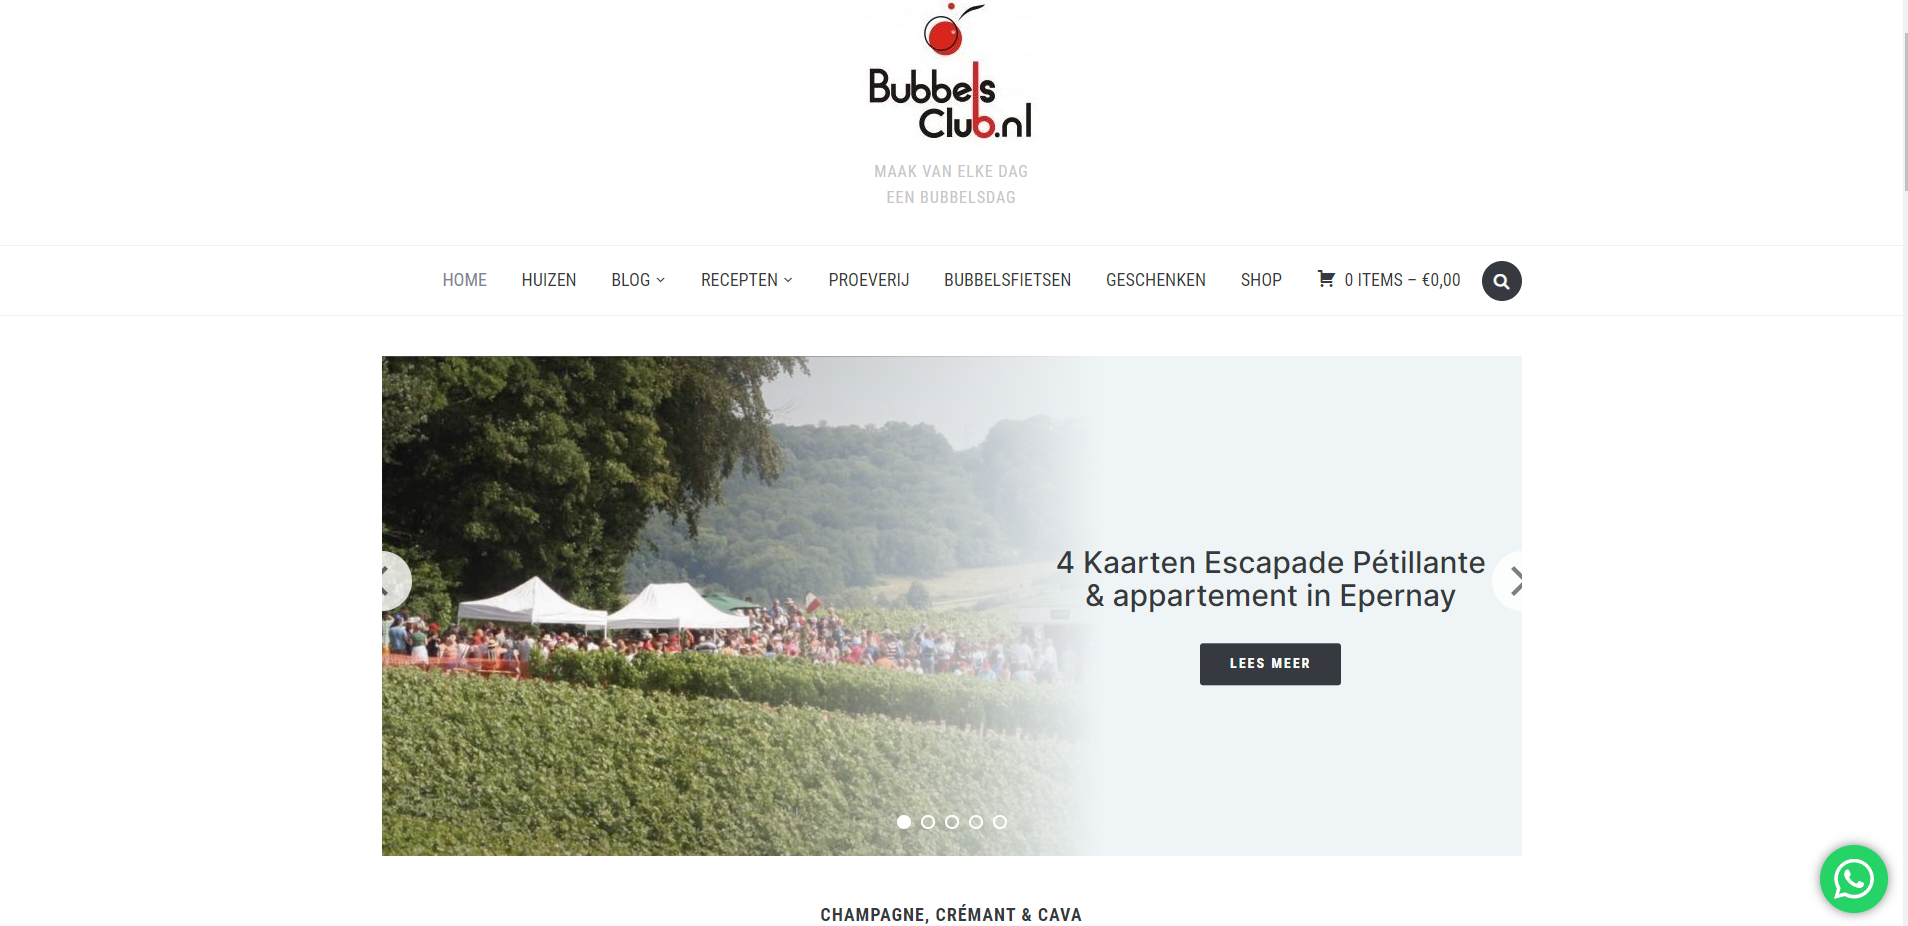 Bubbels
Club.nl
MAAK VAN ELKE DAG
EEN BUBBELSDAG
HOME HUIZEN BLOG RECEPTEN PROEVERIJ BUBBELSFIETSEN GESCHENKEN SHOP 0 ITEMS – €0,00
4 Kaarten Escapade Pétillante
& appartement in Epernay
LEES MEER
CHAMPAGNE, CRÉMANT & CAVA